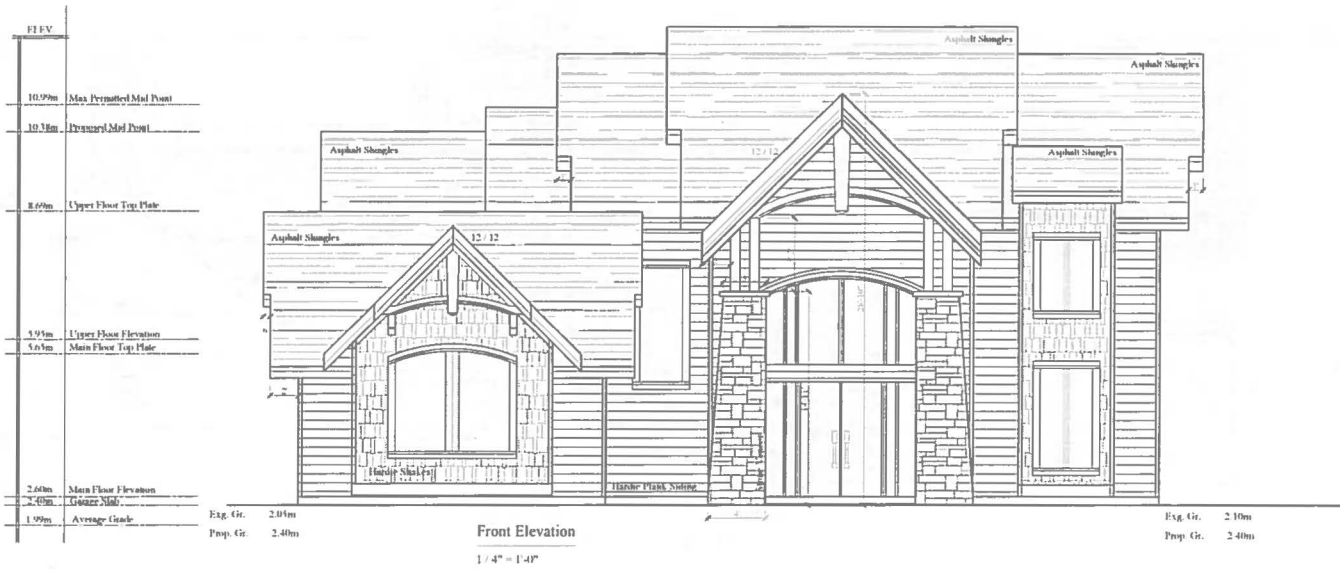 ELEV
10.99m Max Permitted Mid Point
10.38m Proposed Mid Point
8.69m Upper Floor Top Plate
5.95m Upper Floor Elevation
5.65m Main Floor Top Plate
2.60m Main Floor Elevation
2.40m Garage Slab
1.99m Average Grade
Asphalt Shingles
Asphalt Shingles
Asphalt Shingles
Asphalt Shingles
Asphalt Shingles
12 / 12
12 / 12
Hardie Shakes
Hardie Plank Siding
Exg. Gr. 2.05m
Prop. Gr. 2.40m
Exg. Gr. 2.10m
Prop. Gr. 2.40m
Front Elevation
1 / 4" = 1'-0"